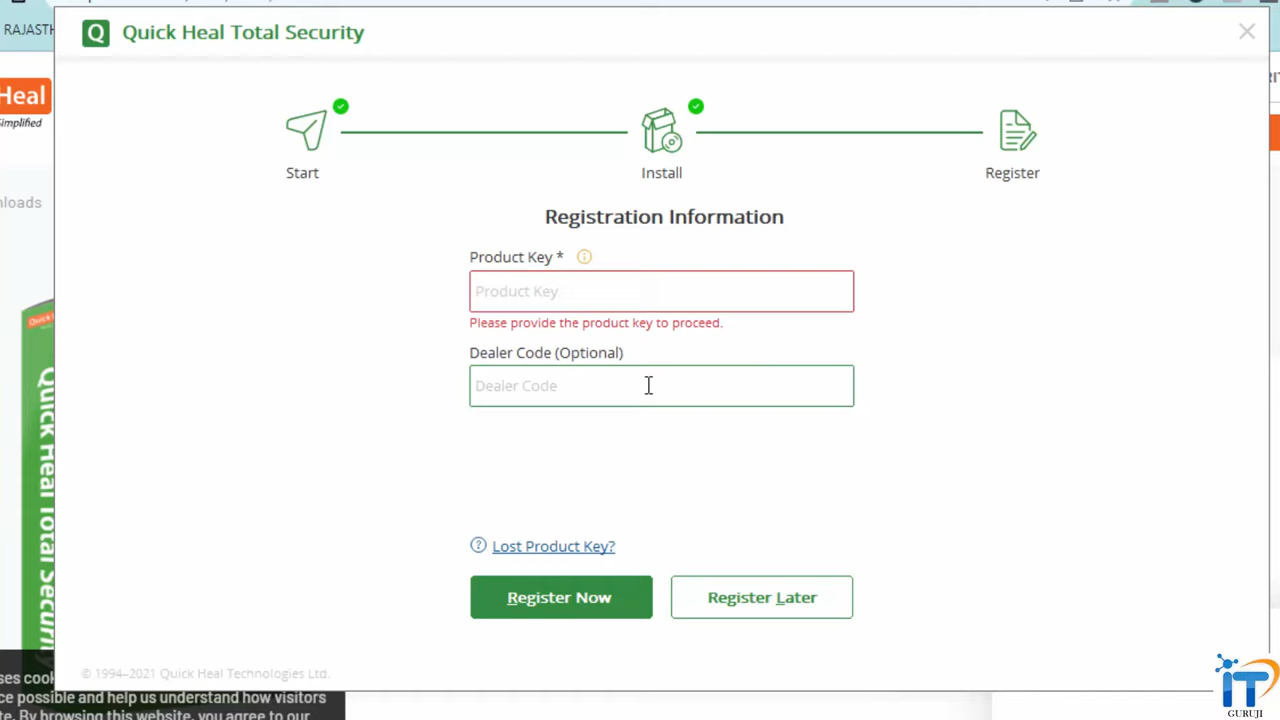 RAJASTH
Q Quick Heal Total Security
Heal
Simplified
Start
Install
Register
nloads
Registration Information
Product Key *
Product Key
Please provide the product key to proceed.
Dealer Code (Optional)
Dealer Code
Quick Heal Total Security
Lost Product Key?
Register Now
Register Later
© 1994–2021 Quick Heal Technologies Ltd.
ses cook
ce possible and help us understand how visitors
te. By browsing this website, you agree to our
iT
GURUJI